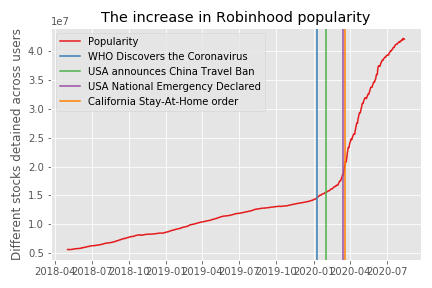 The increase in Robinhood popularity
1e7
Popularity
WHO Discovers the Coronavirus
USA announces China Travel Ban
USA National Emergency Declared
California Stay-At-Home order
Different stocks detained across users
4.0
3.5
3.0
2.5
2.0
1.5
1.0
0.5
2018-04 2018-07 2018-10 2019-01 2019-04 2019-07 2019-10 2020-01 2020-04 2020-07